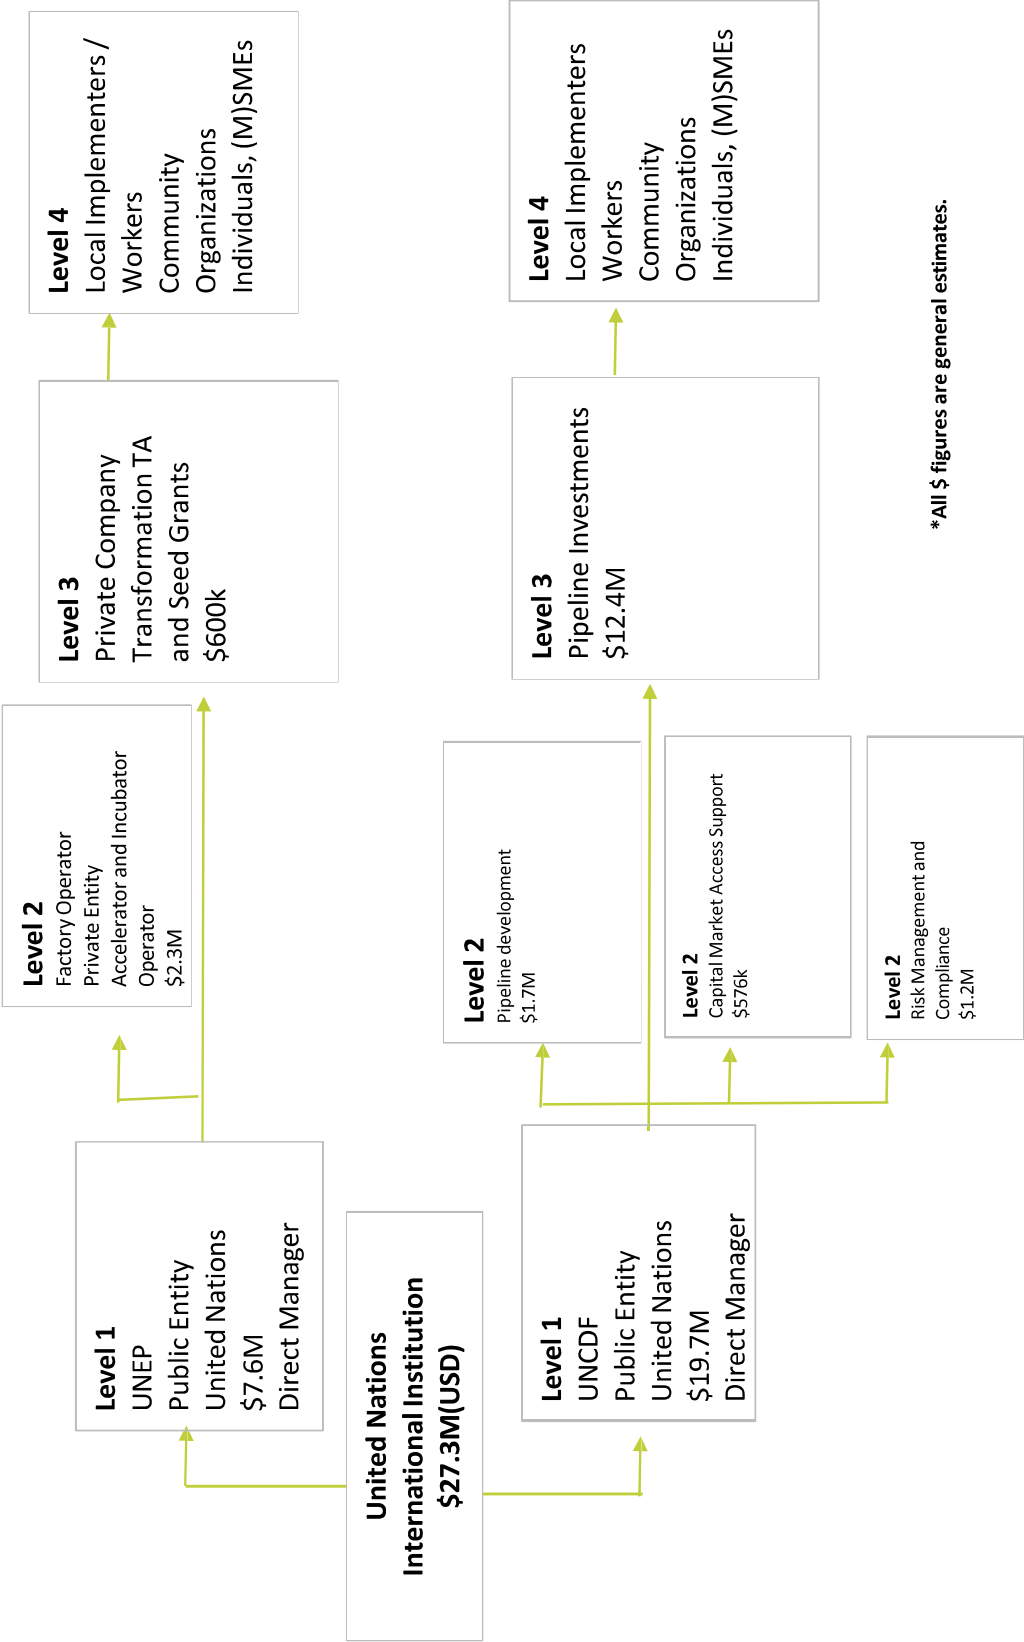 United Nations
International Institution
$27.3M(USD)
Level 1
UNEP
Public Entity
United Nations
$7.6M
Direct Manager
Level 2
Factory Operator
Private Entity
Accelerator and Incubator
Operator
$2.3M
Level 3
Private Company
Transformation TA
and Seed Grants
$600k
Level 4
Local Implementers /
Workers
Community
Organizations
Individuals, (M)SMEs
Level 1
UNCDF
Public Entity
United Nations
$19.7M
Direct Manager
Level 2
Pipeline development
$1.7M
Level 2
Capital Market Access Support
$576k
Level 2
Risk Management and
Compliance
$1.2M
Level 3
Pipeline Investments
$12.4M
Level 4
Local Implementers
Workers
Community
Organizations
Individuals, (M)SMEs
*All $ figures are general estimates.